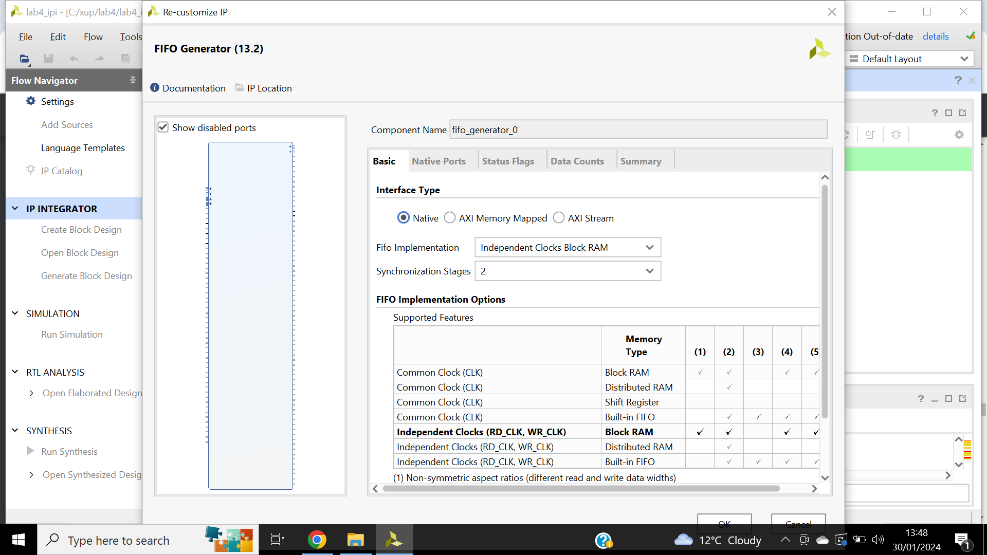 lab4_ipi - [C:/xup/lab4/lab4_i
Re-customize IP
File Edit Flow Tools
tion Out-of-date details
Default Layout
Flow Navigator
Settings
Add Sources
Language Templates
IP Catalog
IP INTEGRATOR
Create Block Design
Open Block Design
Generate Block Design
SIMULATION
Run Simulation
RTL ANALYSIS
Open Elaborated Design
SYNTHESIS
Run Synthesis
Open Synthesized Desig
FIFO Generator (13.2)
Documentation IP Location
Show disabled ports
Component Name fifo_generator_0
Basic Native Ports Status Flags Data Counts Summary
Interface Type
Native AXI Memory Mapped AXI Stream
Fifo Implementation Independent Clocks Block RAM
Synchronization Stages 2
FIFO Implementation Options
Supported Features
Memory Type (1) (2) (3) (4) (5
Common Clock (CLK) Block RAM ✓ ✓ ✓ ✓
Common Clock (CLK) Distributed RAM ✓
Common Clock (CLK) Shift Register
Common Clock (CLK) Built-in FIFO ✓ ✓ ✓ ✓
Independent Clocks (RD_CLK, WR_CLK) Block RAM ✓ ✓ ✓ ✓
Independent Clocks (RD_CLK, WR_CLK) Distributed RAM ✓
Independent Clocks (RD_CLK, WR_CLK) Built-in FIFO ✓ ✓ ✓ ✓
(1) Non-symmetric aspect ratios (different read and write data widths)
OK Cancel
Type here to search
12°C Cloudy
13:48
30/01/2024
1